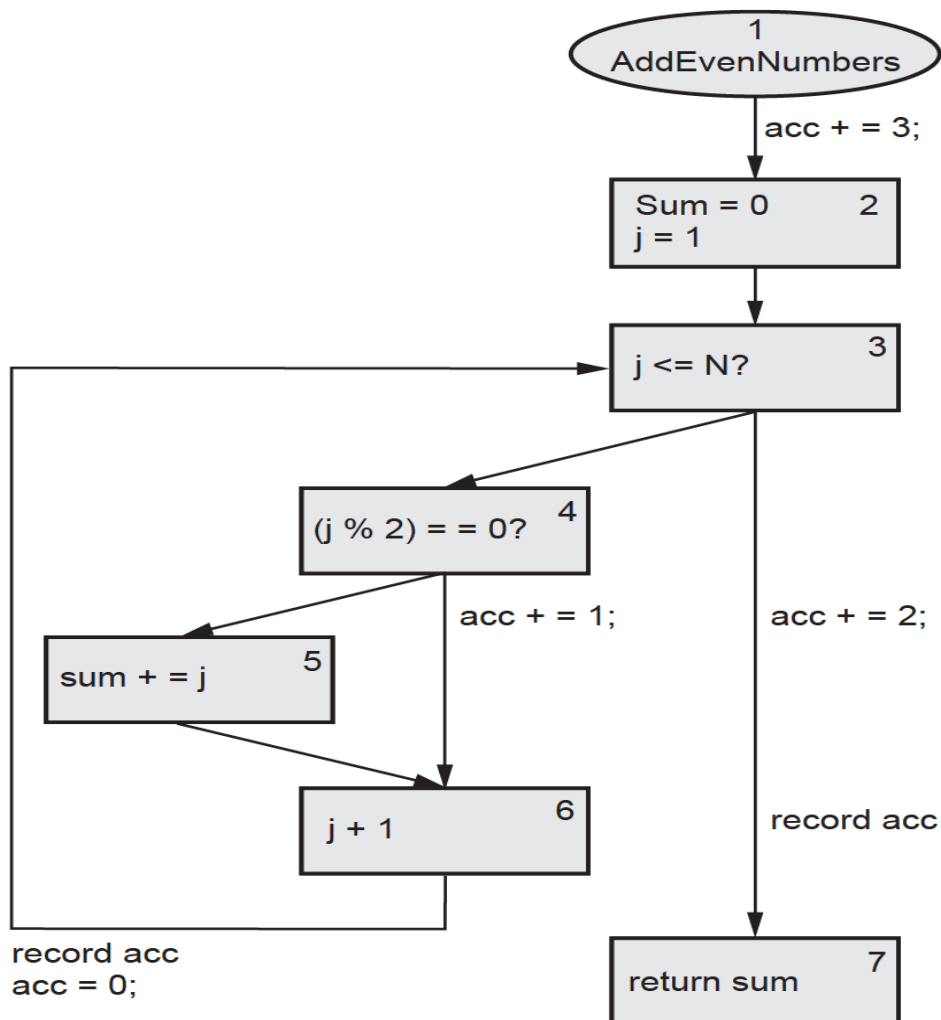 1
AddEvenNumbers
acc + = 3;
Sum = 0 2
j = 1
j <= N? 3
(j % 2) = = 0? 4
acc + = 1;
acc + = 2;
sum + = j 5
j + 1 6
record acc
record acc
acc = 0;
return sum 7